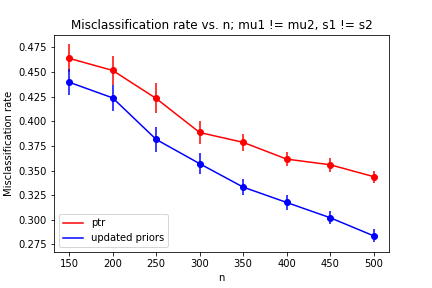 Misclassification rate vs. n; mu1 != mu2, s1 != s2
Misclassification rate
0.475
0.450
0.425
0.400
0.375
0.350
0.325
0.300
0.275
ptr
updated priors
150 200 250 300 350 400 450 500
n